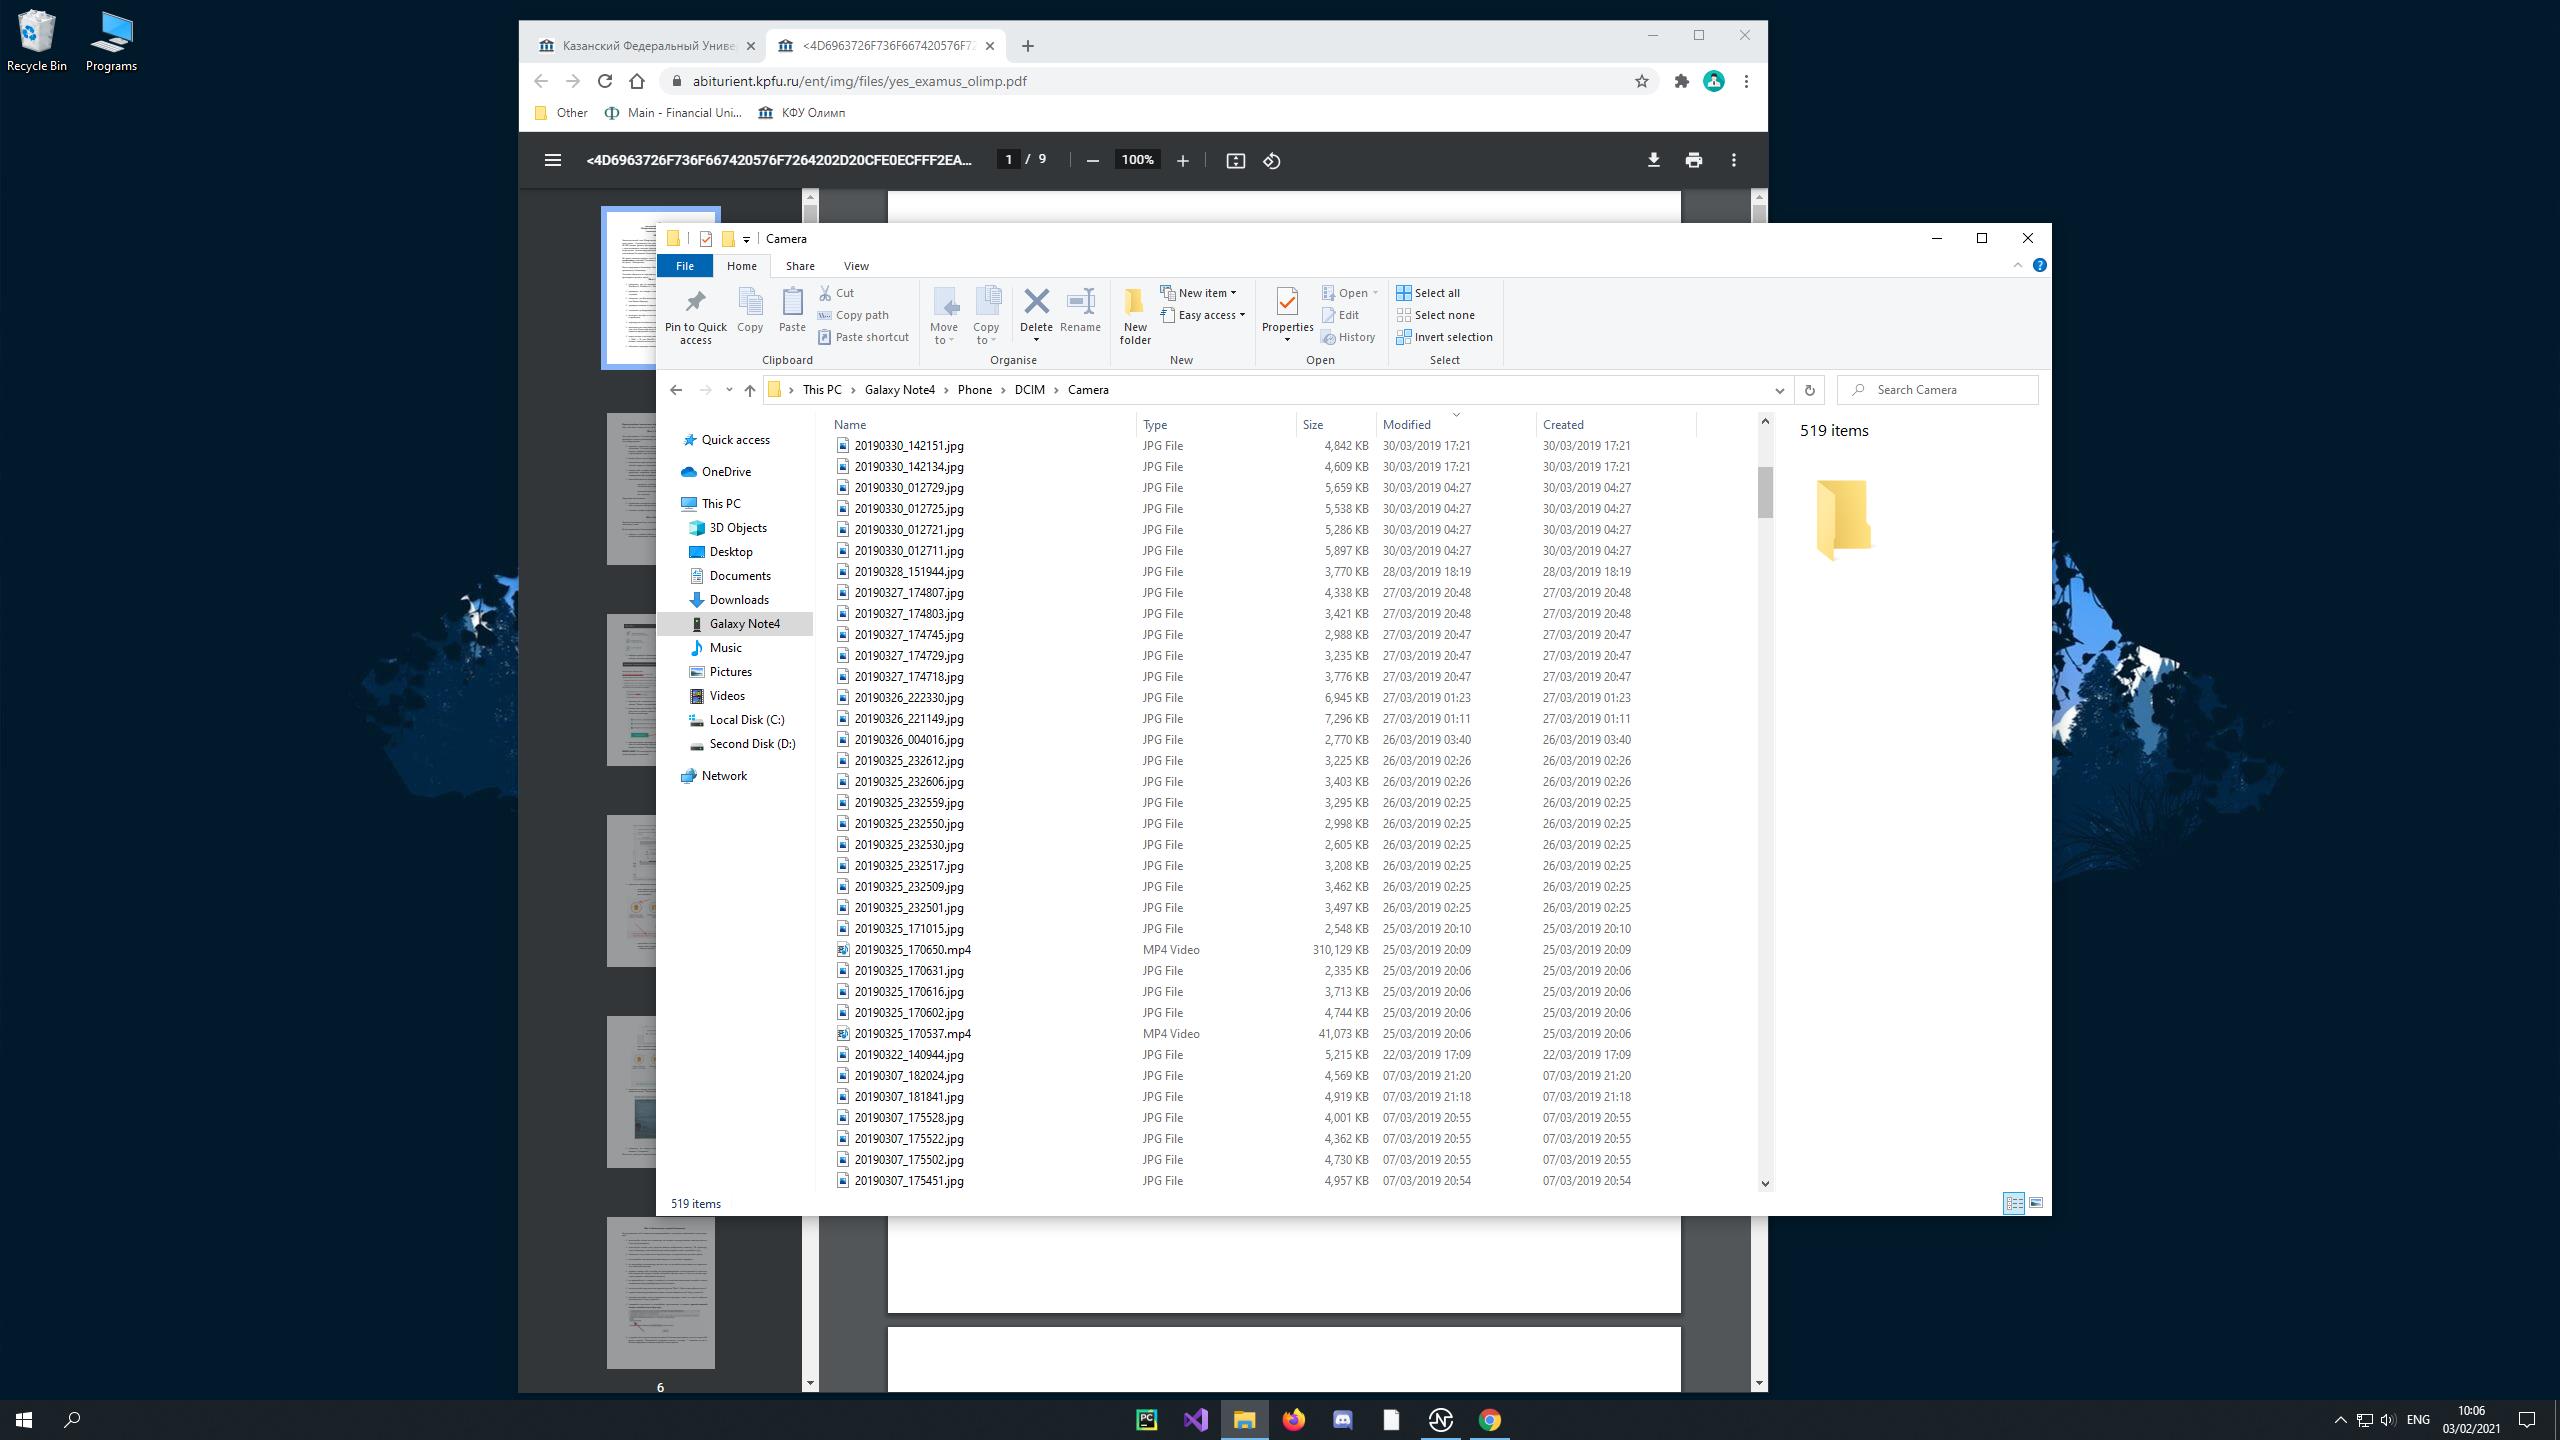 Recycle Bin
Programs
Казанский Федеральный Униве
<4D6963726F736F667420576F72
abiturient.kpfu.ru/ent/img/files/yes_examus_olimp.pdf
Other
Main - Financial Uni...
КФУ Олимп
<4D6963726F736F667420576F7264202D20CFE0ECFFF2EA...
1 / 9
100%
Camera
File
Home
Share
View
Pin to Quick access
Copy
Paste
Cut
Copy path
Paste shortcut
Clipboard
Move to
Copy to
Delete
Rename
Organise
New folder
New item
Easy access
New
Properties
Open
Edit
History
Open
Select all
Select none
Invert selection
Select
This PC > Galaxy Note4 > Phone > DCIM > Camera
Search Camera
Quick access
OneDrive
This PC
3D Objects
Desktop
Documents
Downloads
Galaxy Note4
Music
Pictures
Videos
Local Disk (C:)
Second Disk (D:)
Network
Name Type Size Modified Created
20190330_142151.jpg JPG File 4,842 KB 30/03/2019 17:21 30/03/2019 17:21
20190330_142134.jpg JPG File 4,609 KB 30/03/2019 17:21 30/03/2019 17:21
20190330_012729.jpg JPG File 5,659 KB 30/03/2019 04:27 30/03/2019 04:27
20190330_012725.jpg JPG File 5,538 KB 30/03/2019 04:27 30/03/2019 04:27
20190330_012721.jpg JPG File 5,286 KB 30/03/2019 04:27 30/03/2019 04:27
20190330_012711.jpg JPG File 5,897 KB 30/03/2019 04:27 30/03/2019 04:27
20190328_151944.jpg JPG File 3,770 KB 28/03/2019 18:19 28/03/2019 18:19
20190327_174807.jpg JPG File 4,338 KB 27/03/2019 20:48 27/03/2019 20:48
20190327_174803.jpg JPG File 3,421 KB 27/03/2019 20:48 27/03/2019 20:48
20190327_174745.jpg JPG File 2,988 KB 27/03/2019 20:47 27/03/2019 20:47
20190327_174729.jpg JPG File 3,235 KB 27/03/2019 20:47 27/03/2019 20:47
20190327_174718.jpg JPG File 3,776 KB 27/03/2019 20:47 27/03/2019 20:47
20190326_222330.jpg JPG File 6,945 KB 27/03/2019 01:23 27/03/2019 01:23
20190326_221149.jpg JPG File 7,296 KB 27/03/2019 01:11 27/03/2019 01:11
20190326_004016.jpg JPG File 2,770 KB 26/03/2019 03:40 26/03/2019 03:40
20190325_232612.jpg JPG File 3,225 KB 26/03/2019 02:26 26/03/2019 02:26
20190325_232606.jpg JPG File 3,403 KB 26/03/2019 02:26 26/03/2019 02:26
20190325_232559.jpg JPG File 3,295 KB 26/03/2019 02:25 26/03/2019 02:25
20190325_232550.jpg JPG File 2,998 KB 26/03/2019 02:25 26/03/2019 02:25
20190325_232530.jpg JPG File 2,605 KB 26/03/2019 02:25 26/03/2019 02:25
20190325_232517.jpg JPG File 3,208 KB 26/03/2019 02:25 26/03/2019 02:25
20190325_232509.jpg JPG File 3,462 KB 26/03/2019 02:25 26/03/2019 02:25
20190325_232501.jpg JPG File 3,497 KB 26/03/2019 02:25 26/03/2019 02:25
20190325_171015.jpg JPG File 2,548 KB 25/03/2019 20:10 25/03/2019 20:10
20190325_170650.mp4 MP4 Video 310,129 KB 25/03/2019 20:09 25/03/2019 20:09
20190325_170631.jpg JPG File 2,335 KB 25/03/2019 20:06 25/03/2019 20:06
20190325_170616.jpg JPG File 3,713 KB 25/03/2019 20:06 25/03/2019 20:06
20190325_170602.jpg JPG File 4,744 KB 25/03/2019 20:06 25/03/2019 20:06
20190325_170537.mp4 MP4 Video 41,073 KB 25/03/2019 20:06 25/03/2019 20:06
20190322_140944.jpg JPG File 5,215 KB 22/03/2019 17:09 22/03/2019 17:09
20190307_182024.jpg JPG File 4,569 KB 07/03/2019 21:20 07/03/2019 21:20
20190307_181841.jpg JPG File 4,919 KB 07/03/2019 21:18 07/03/2019 21:18
20190307_175528.jpg JPG File 4,001 KB 07/03/2019 20:55 07/03/2019 20:55
20190307_175522.jpg JPG File 4,362 KB 07/03/2019 20:55 07/03/2019 20:55
20190307_175502.jpg JPG File 4,730 KB 07/03/2019 20:55 07/03/2019 20:55
20190307_175451.jpg JPG File 4,957 KB 07/03/2019 20:54 07/03/2019 20:54
519 items
519 items
6
PC
ENG
10:06
03/02/2021